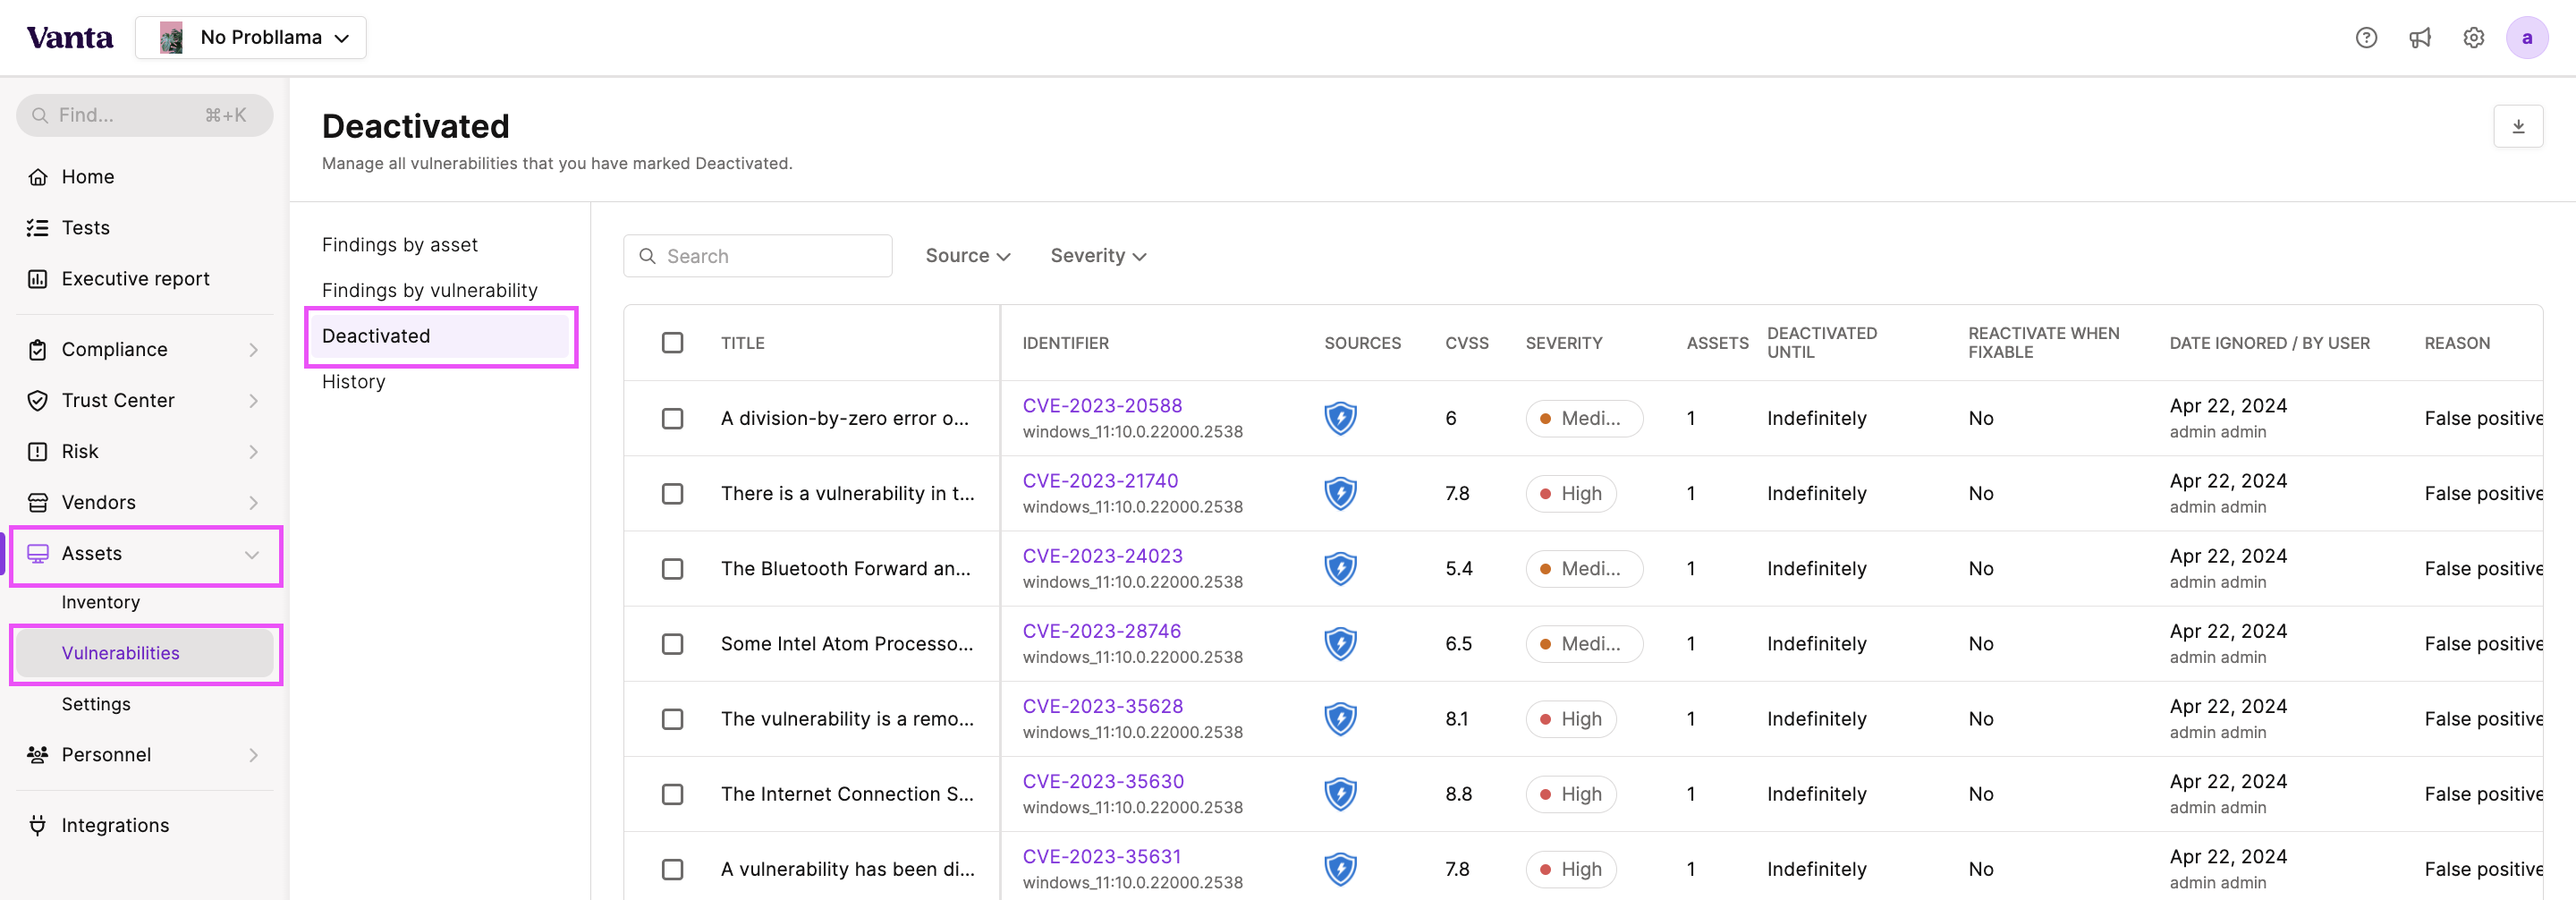 Vanta
No Probllama
a
Find...
⌘+K
Home
Tests
Executive report
Compliance
Trust Center
Risk
Vendors
Assets
Inventory
Vulnerabilities
Settings
Personnel
Integrations
Deactivated
Manage all vulnerabilities that you have marked Deactivated.
Findings by asset
Findings by vulnerability
Deactivated
History
Search
Source
Severity
TITLE IDENTIFIER SOURCES CVSS SEVERITY ASSETS DEACTIVATED UNTIL REACTIVATE WHEN FIXABLE DATE IGNORED / BY USER REASON
A division-by-zero error o... CVE-2023-20588 6 Medi... 1 Indefinitely No Apr 22, 2024 False positive
windows_11:10.0.22000.2538 admin admin
There is a vulnerability in t... CVE-2023-21740 7.8 High 1 Indefinitely No Apr 22, 2024 False positive
windows_11:10.0.22000.2538 admin admin
The Bluetooth Forward an... CVE-2023-24023 5.4 Medi... 1 Indefinitely No Apr 22, 2024 False positive
windows_11:10.0.22000.2538 admin admin
Some Intel Atom Processo... CVE-2023-28746 6.5 Medi... 1 Indefinitely No Apr 22, 2024 False positive
windows_11:10.0.22000.2538 admin admin
The vulnerability is a remo... CVE-2023-35628 8.1 High 1 Indefinitely No Apr 22, 2024 False positive
windows_11:10.0.22000.2538 admin admin
The Internet Connection S... CVE-2023-35630 8.8 High 1 Indefinitely No Apr 22, 2024 False positive
windows_11:10.0.22000.2538 admin admin
A vulnerability has been di... CVE-2023-35631 7.8 High 1 Indefinitely No Apr 22, 2024 False positive
windows_11:10.0.22000.2538 admin admin